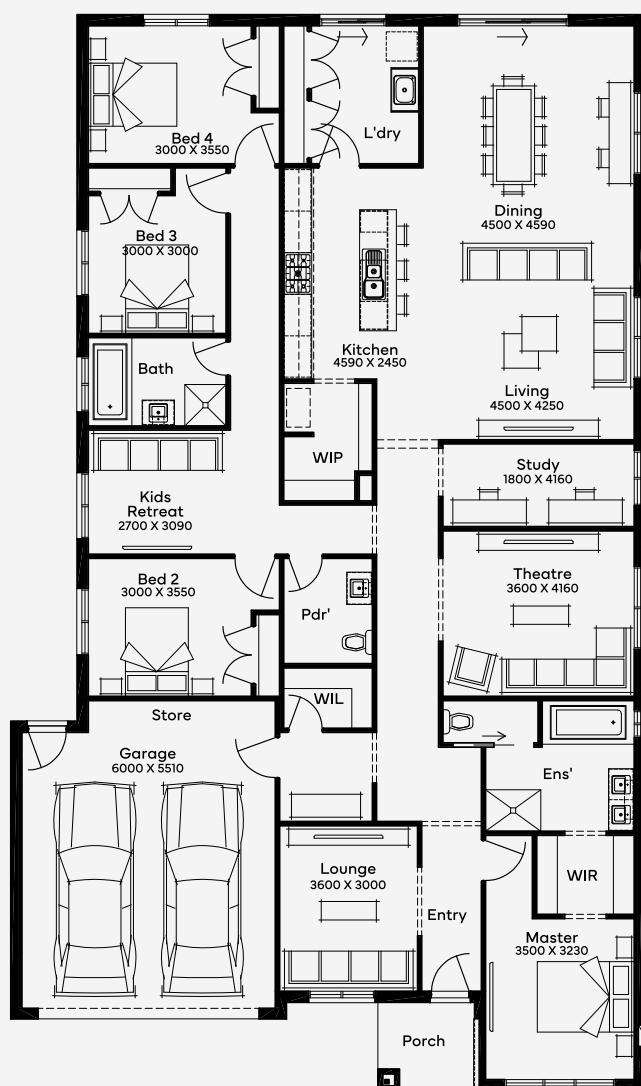 Bed 4
3000 X 3550
L'dry
Dining
4500 X 4590
Bed 3
3000 X 3000
Kitchen
4590 X 2450
Bath
Living
4500 X 4250
WIP
Study
1800 X 4160
Kids
Retreat
2700 X 3090
Bed 2
3000 X 3550
Theatre
3600 X 4160
Pdr'
WIL
Store
Garage
6000 X 5510
Ens'
Lounge
3600 X 3000
WIR
Entry
Master
3500 X 3230
Porch